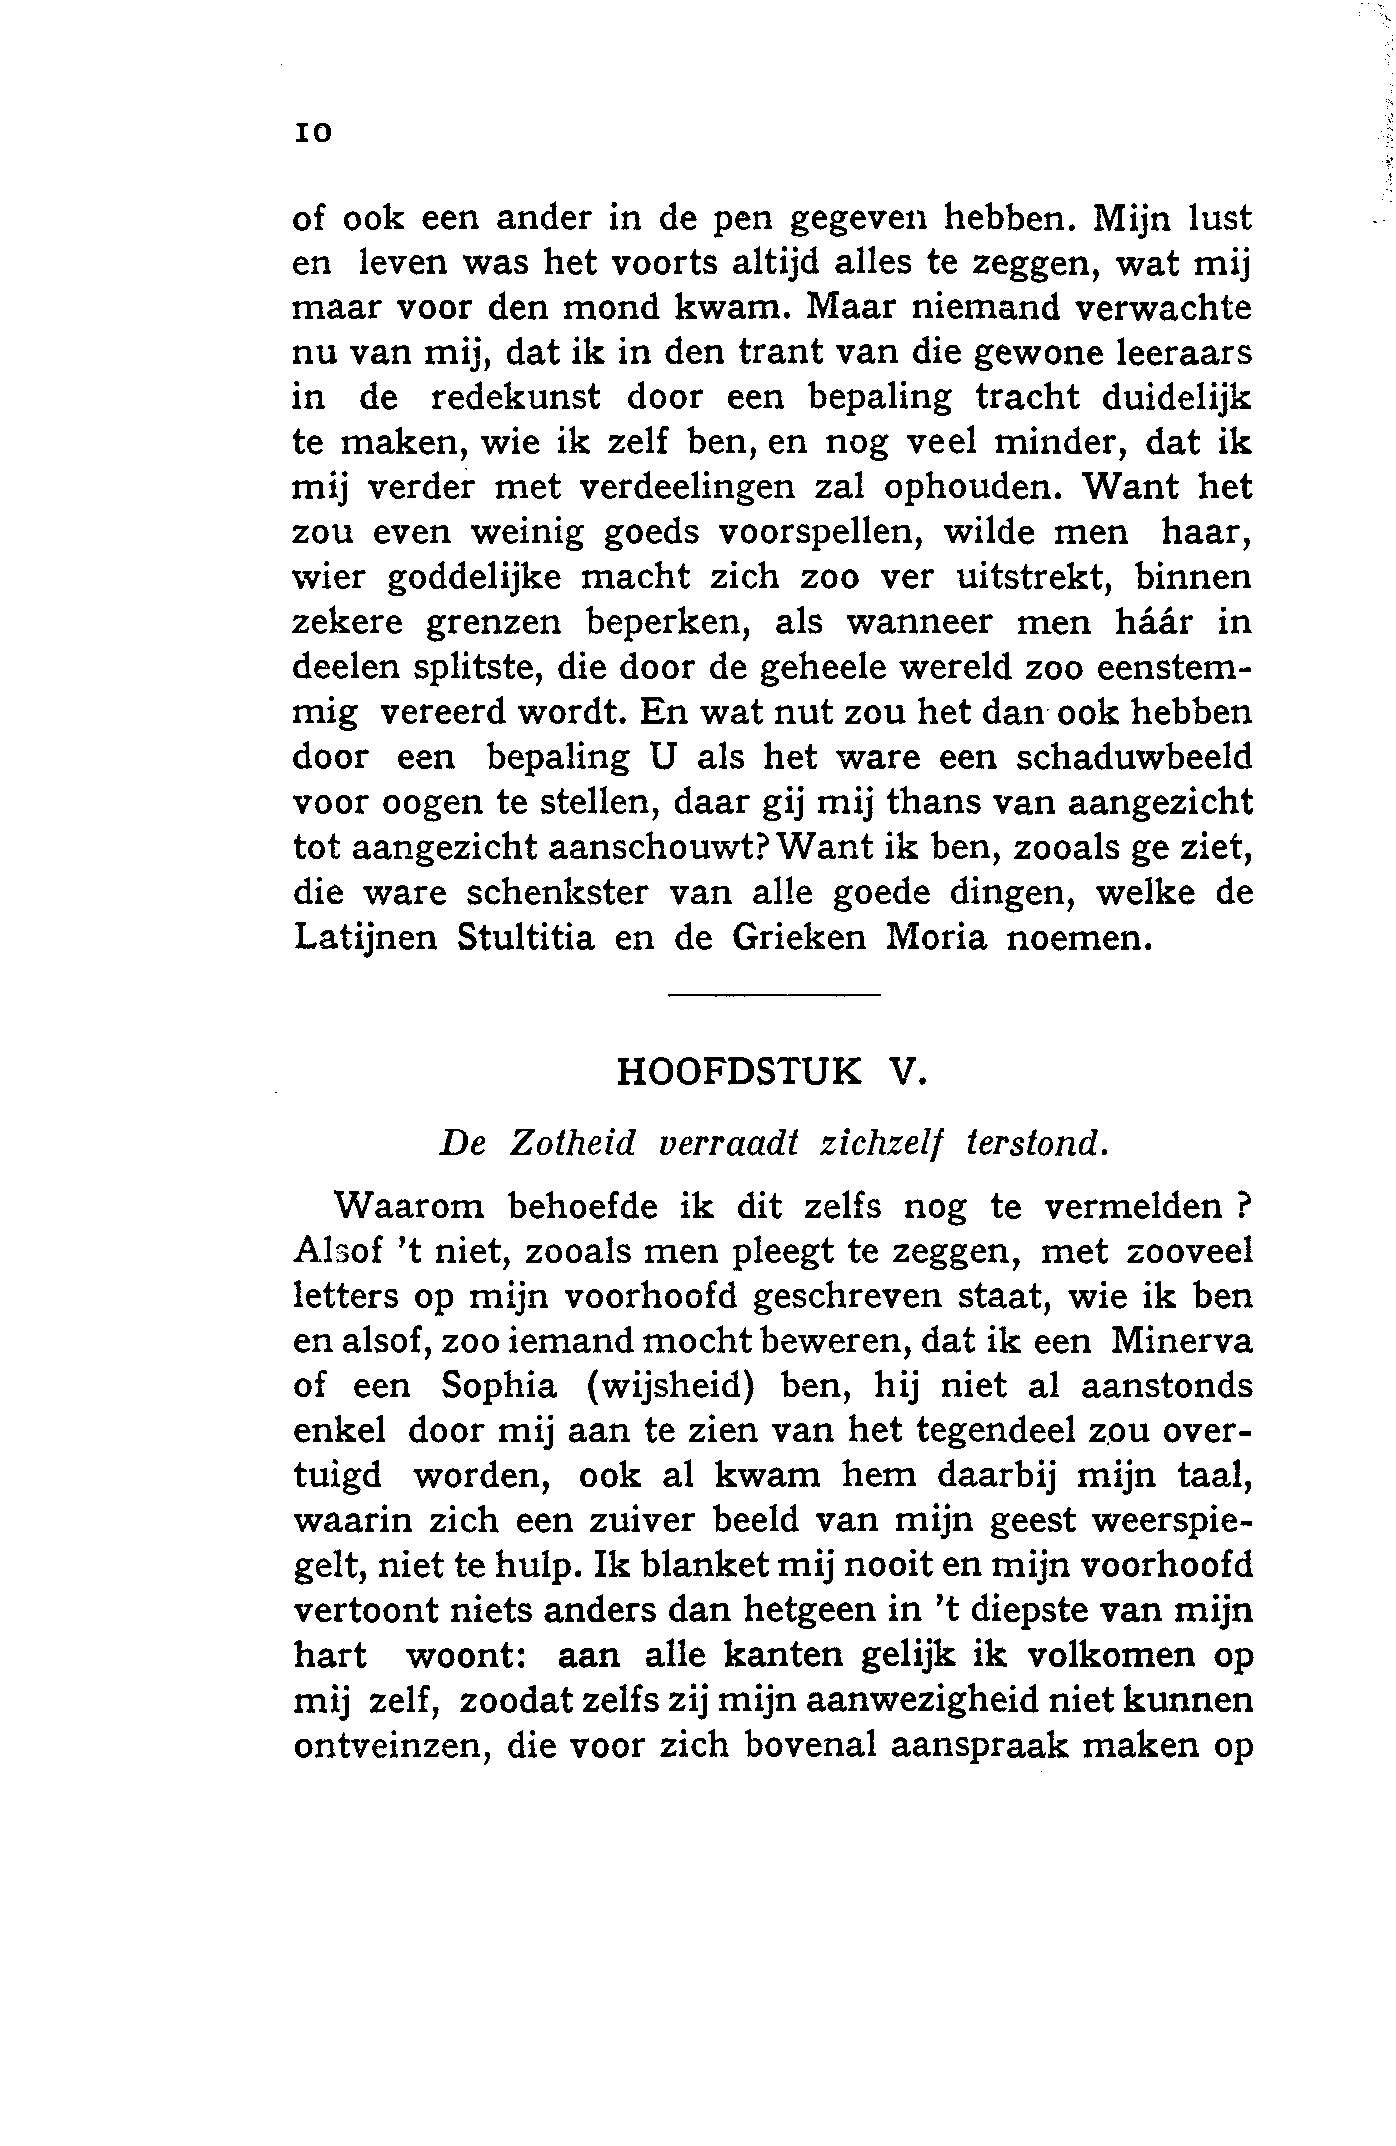 10
of ook een ander in de pen gegeven hebben. Mijn lust
en leven was het voorts altijd alles te zeggen, wat mij
maar voor den mond kwam. Maar niemand verwachte
nu van mij, dat ik in den trant van die gewone leeraars
in de redekunst door een bepaling tracht duidelijk
te maken, wie ik zelf ben, en nog veel minder, dat ik
mij verder met verdeelingen zal ophouden. Want het
zou even weinig goeds voorspellen, wilde men haar,
wier goddelijke macht zich zoo ver uitstrekt, binnen
zekere grenzen beperken, als wanneer men háár in
deelen splitste, die door de geheele wereld zoo eenstem-
mig vereerd wordt. En wat nut zou het dan ook hebben
door een bepaling U als het ware een schaduwbeeld
voor oogen te stellen, daar gij mij thans van aangezicht
tot aangezicht aanschouwt? Want ik ben, zooals ge ziet,
die ware schenkster van alle goede dingen, welke de
Latijnen Stultitia en de Grieken Moria noemen.
HOOFDSTUK V.
De Zotheid verraadt zichzelf terstond.
Waarom behoefde ik dit zelfs nog te vermelden ?
Alsof 't niet, zooals men pleegt te zeggen, met zooveel
letters op mijn voorhoofd geschreven staat, wie ik ben
en alsof, zoo iemand mocht beweren, dat ik een Minerva
of een Sophia (wijsheid) ben, hij niet al aanstonds
enkel door mij aan te zien van het tegendeel zou over-
tuigd worden, ook al kwam hem daarbij mijn taal,
waarin zich een zuiver beeld van mijn geest weerspie-
gelt, niet te hulp. Ik blanket mij nooit en mijn voorhoofd
vertoont niets anders dan hetgeen in 't diepste van mijn
hart woont: aan alle kanten gelijk ik volkomen op
mij zelf, zoodat zelfs zij mijn aanwezigheid niet kunnen
ontveinzen, die voor zich bovenal aanspraak maken op